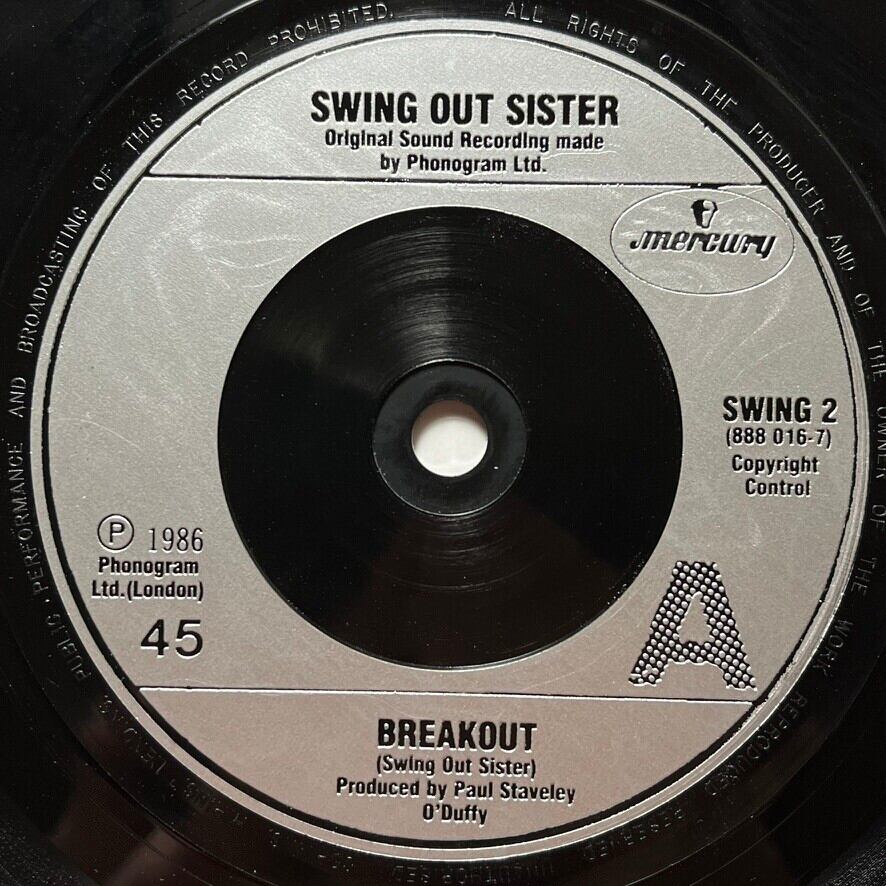 SWING OUT SISTER
Original Sound Recording made
by Phonogram Ltd.
mercury
SWING 2
(888 016-7)
Copyright
Control
P 1986
Phonogram
Ltd.(London)
45
A
BREAKOUT
(Swing Out Sister)
Produced by Paul Staveley
O'Duffy
ALL RIGHTS OF THE PRODUCER AND OF THE OWNER OF THE WORK REPRODUCED RESERVED
PUBLIC PERFORMANCE AND BROADCASTING OF THIS RECORD PROHIBITED.